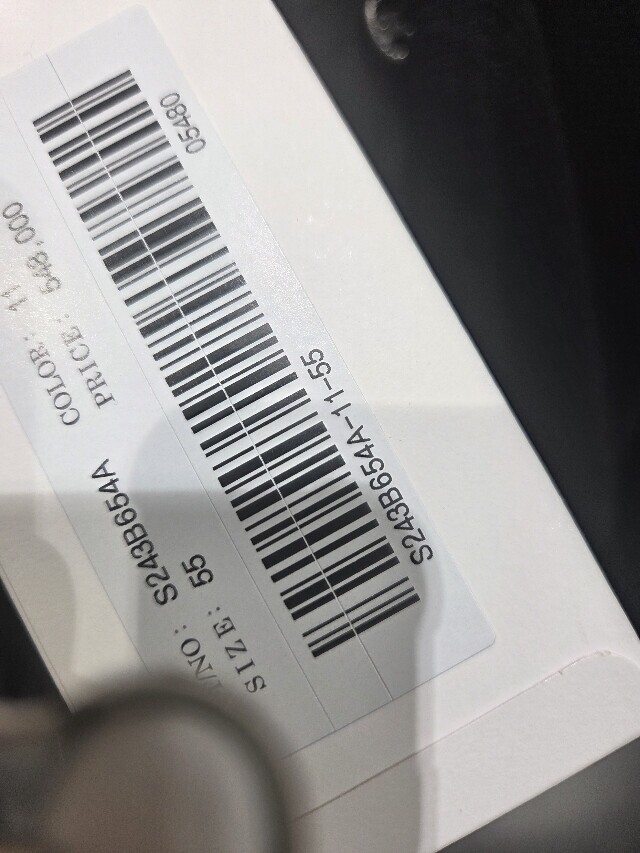 /NO: S243B654A
COLOR: 11
SIZE: 55
PRICE: 548,000
S243B654A-11-55
05480